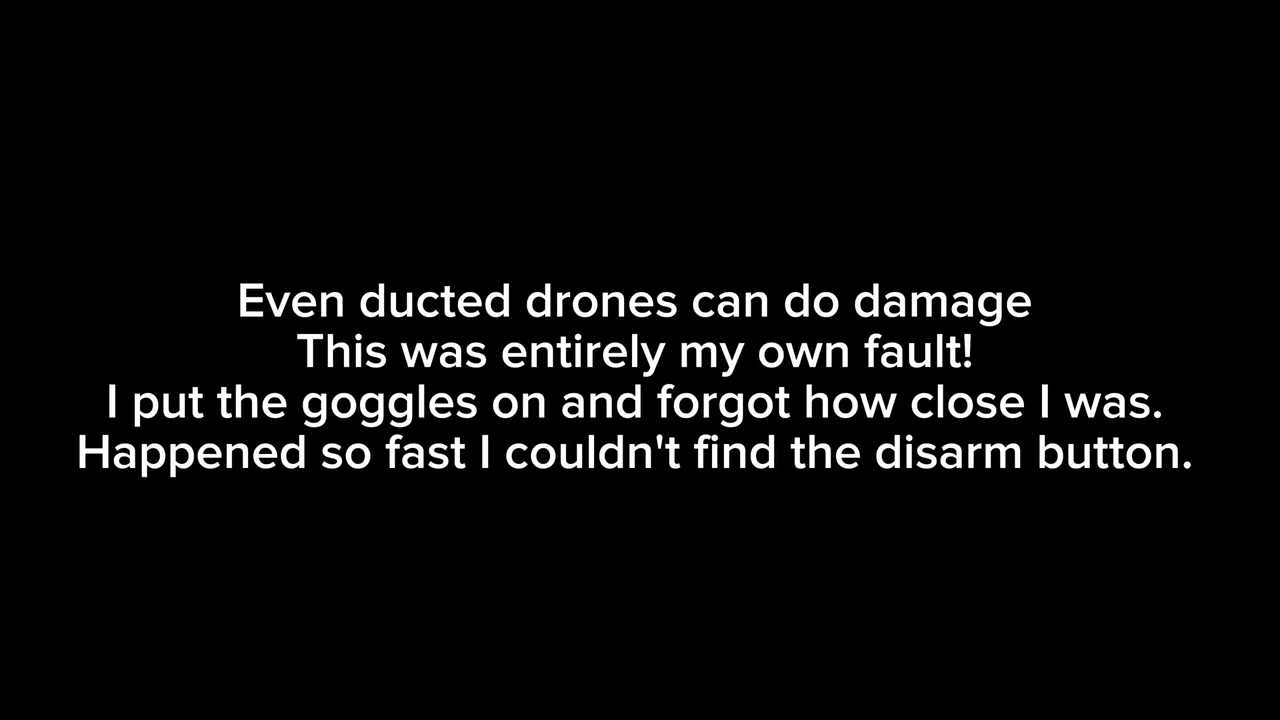 Even ducted drones can do damage
This was entirely my own fault!
I put the goggles on and forgot how close I was.
Happened so fast I couldn't find the disarm button.